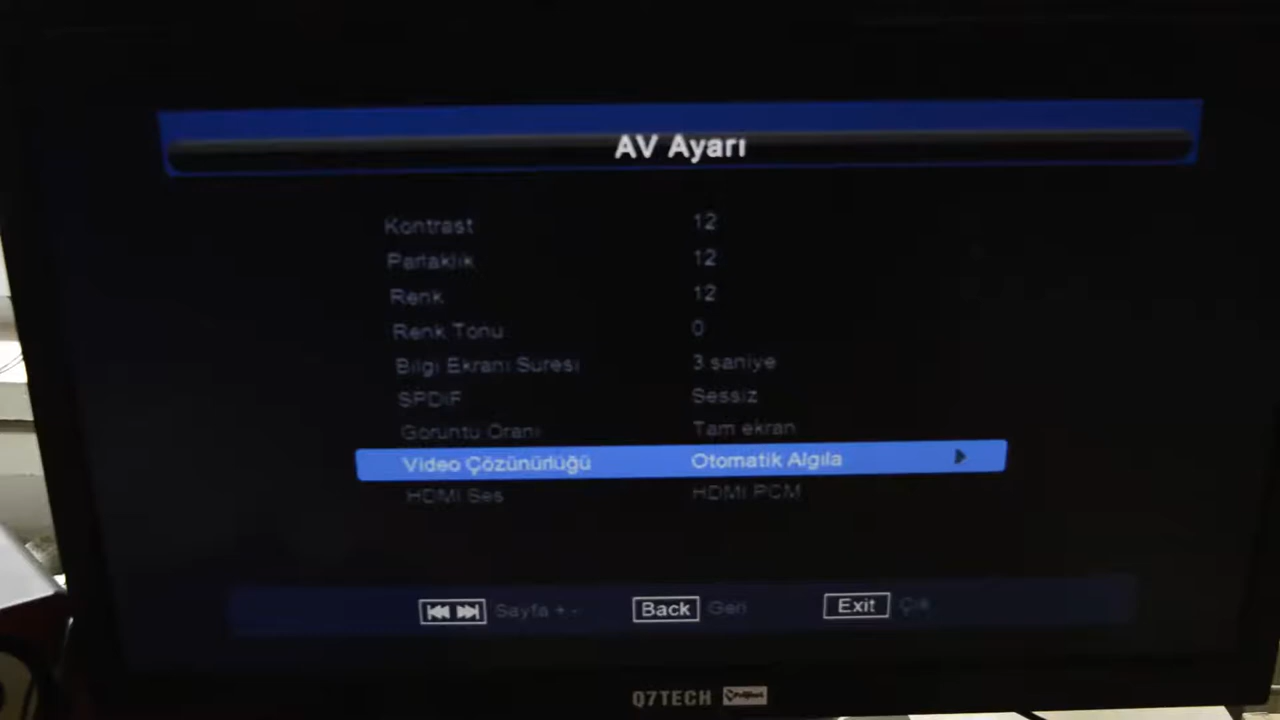 AV Ayarı
Kontrast 12
Parlaklık 12
Renk 12
Renk Tonu 0
Bilgi Ekranı Süresi 3 saniye
SPDIF Sessiz
Görüntü Oranı Tam ekran
Video Çözünürlüğü Otomatik Algıla
HDMI Ses HDMI PCM
Sayfa + - Back Geri Exit Çık
Q7TECH